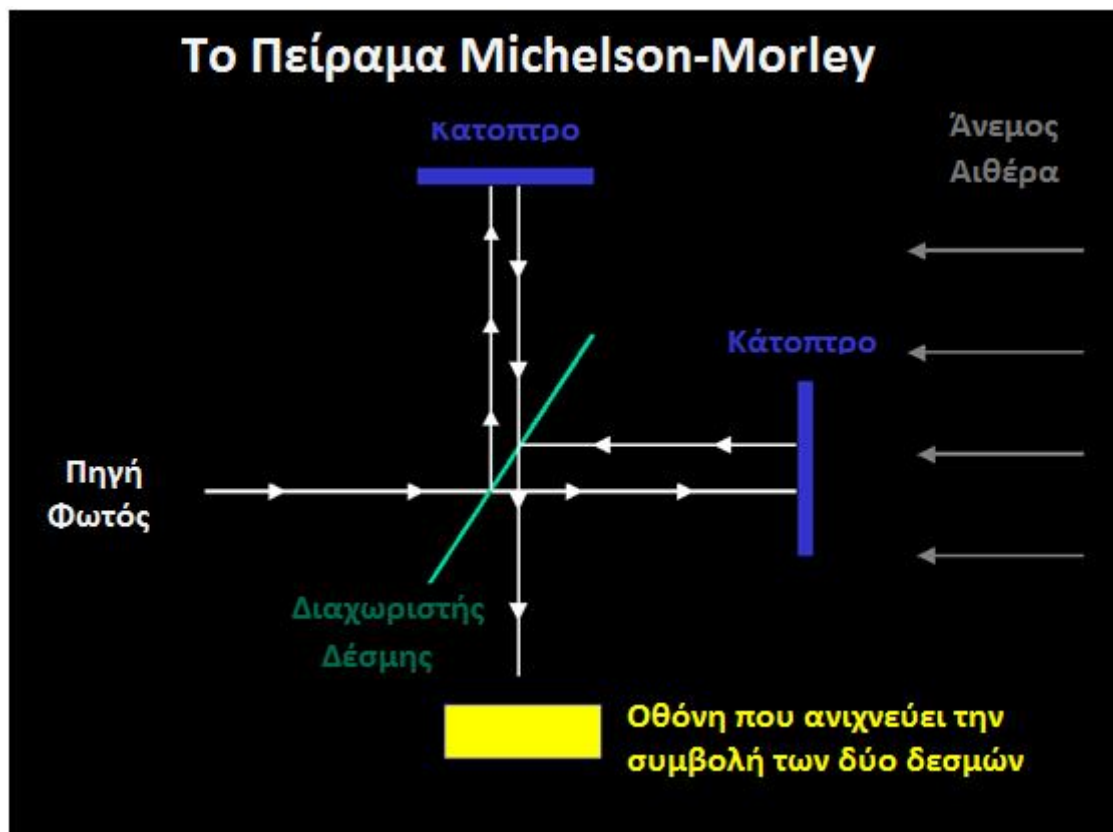 Το Πείραμα Michelson-Morley
Κατοπτρο
Άνεμος
Αιθέρα
Κάτοπτρο
Πηγή
Φωτός
Διαχωριστής
Δέσμης
Οθόνη που ανιχνεύει την
συμβολή των δύο δεσμών